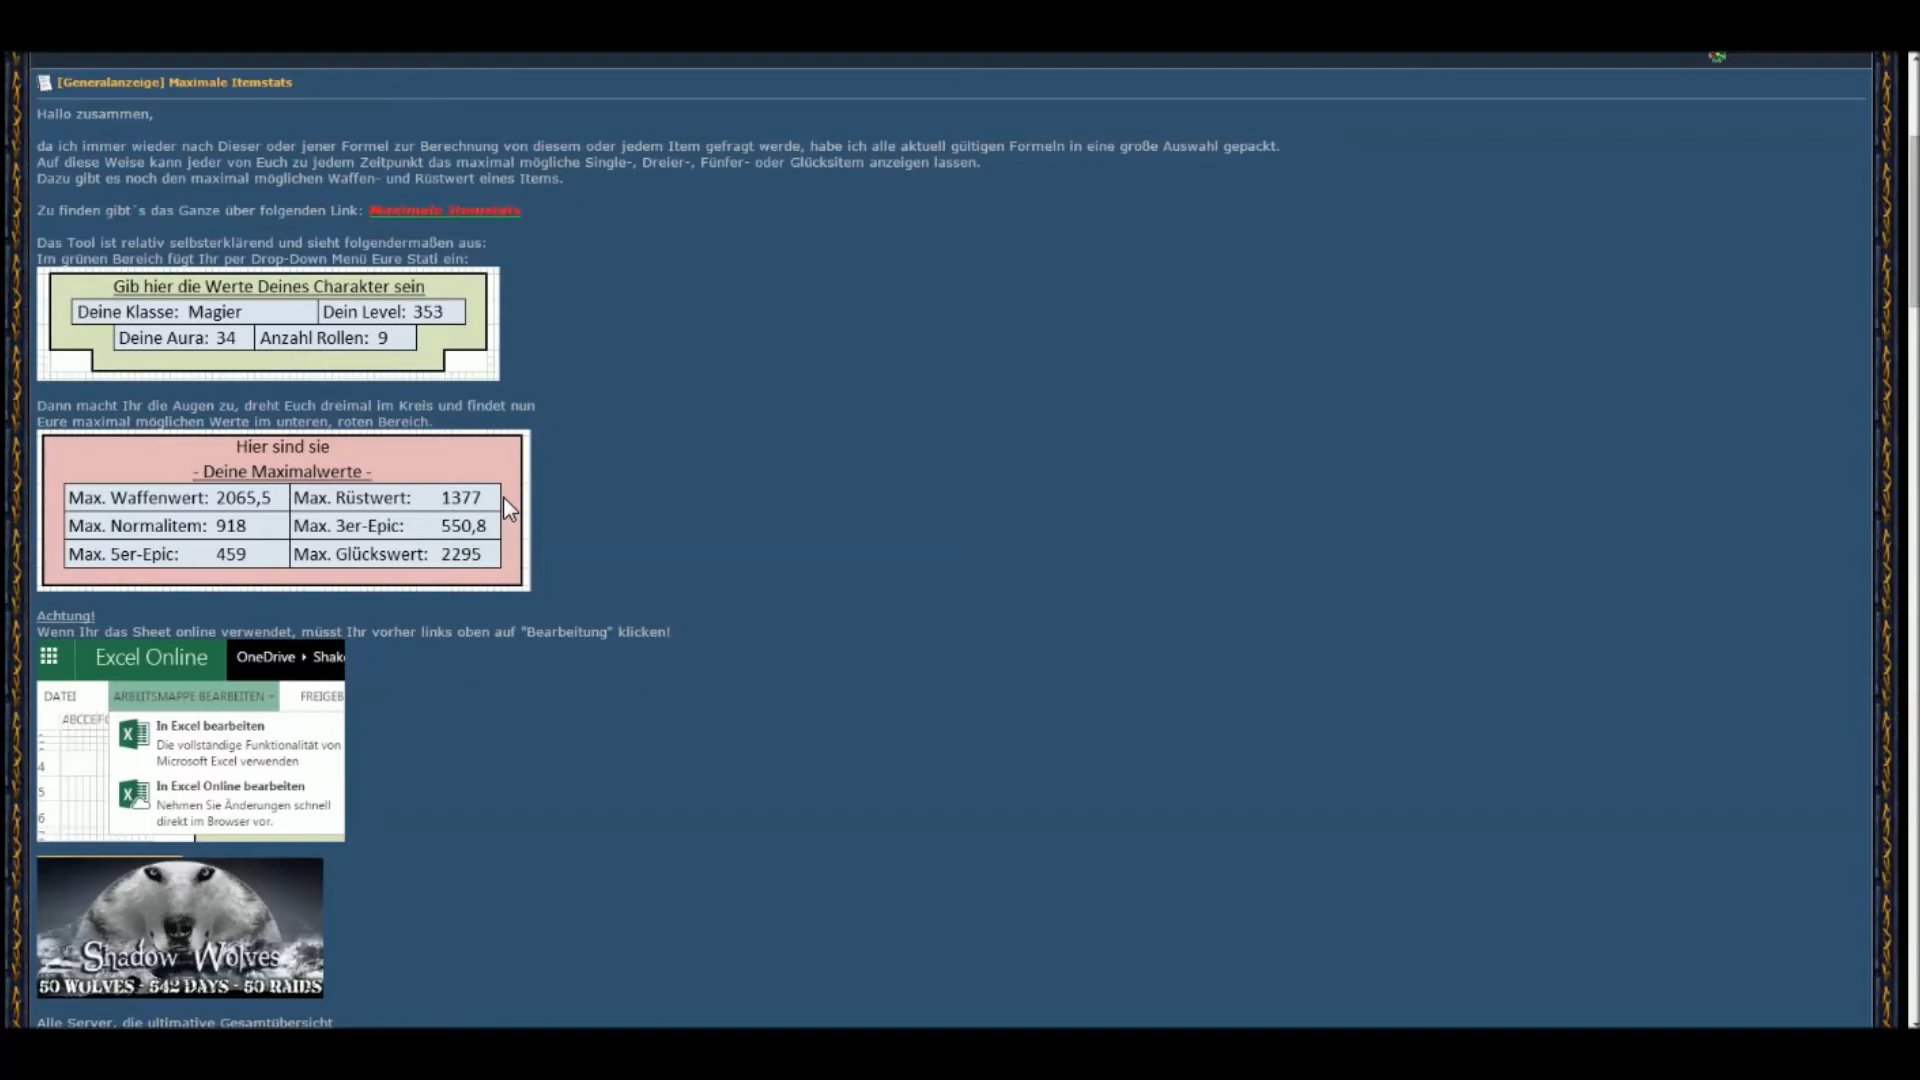 [Generalanzeige] Maximale Itemstats
Hallo zusammen,
da ich immer wieder nach Dieser oder jener Formel zur Berechnung von diesem oder jedem Item gefragt werde, habe ich alle aktuell gültigen Formeln in eine große Auswahl gepackt.
Auf diese Weise kann jeder von Euch zu jedem Zeitpunkt das maximal mögliche Single-, Dreier-, Fünfer- oder Glücksitem anzeigen lassen.
Dazu gibt es noch den maximal möglichen Waffen- und Rüstwert eines Items.
Zu finden gibt´s das Ganze über folgenden Link: Maximale Itemstats
Das Tool ist relativ selbsterklärend und sieht folgendermaßen aus:
Im grünen Bereich fügt Ihr per Drop-Down Menü Eure Stati ein:
Gib hier die Werte Deines Charakter sein
Deine Klasse: Magier Dein Level: 353
Deine Aura: 34 Anzahl Rollen: 9
Dann macht Ihr die Augen zu, dreht Euch dreimal im Kreis und findet nun
Eure maximal möglichen Werte im unteren, roten Bereich.
Hier sind sie
- Deine Maximalwerte -
Max. Waffenwert: 2065,5 Max. Rüstwert: 1377
Max. Normalitem: 918 Max. 3er-Epic: 550,8
Max. 5er-Epic: 459 Max. Glückswert: 2295
Achtung!
Wenn Ihr das Sheet online verwendet, müsst Ihr vorher links oben auf "Bearbeitung" klicken!
Excel Online OneDrive Shak
DATEI ARBEITSMAPPE BEARBEITEN FREIGEB
In Excel bearbeiten
Die vollständige Funktionalität von
Microsoft Excel verwenden
4
In Excel Online bearbeiten
5
Nehmen Sie Änderungen schnell
6
direkt im Browser vor.
Shadow Wolves
50 WOLVES - 542 DAYS - 50 RAIDS
Alle Server, die ultimative Gesamtübersicht